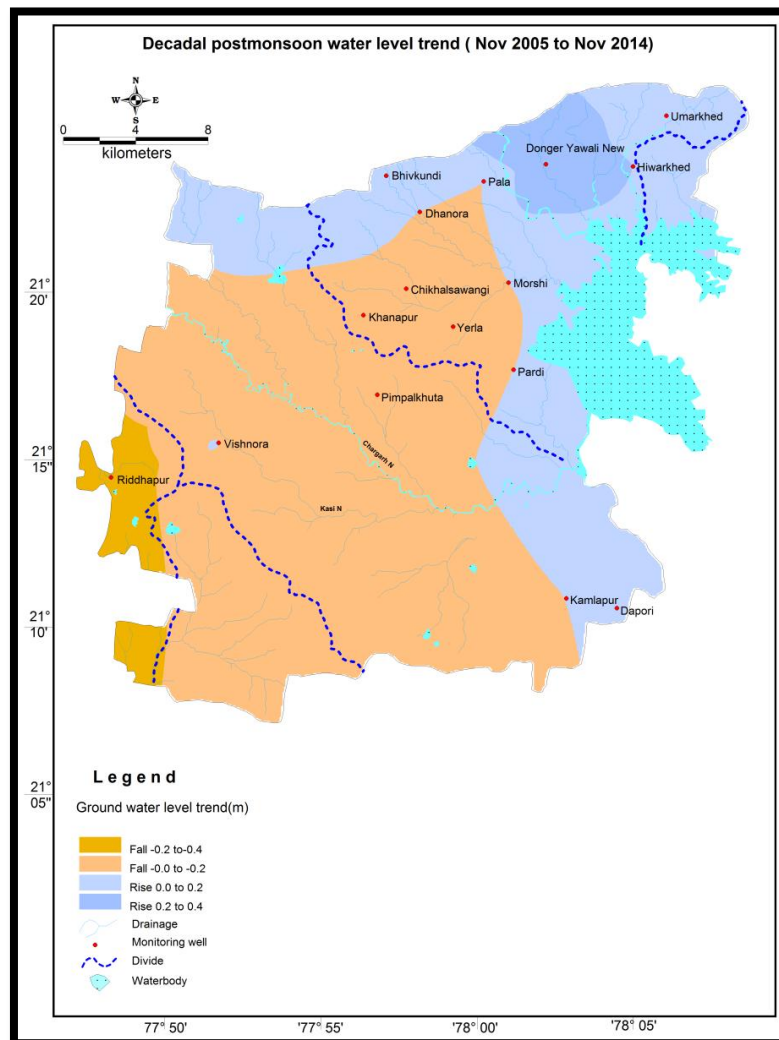 Decadal postmonsoon water level trend ( Nov 2005 to Nov 2014)
N
W E
S
0 4 8
kilometers
Umarkhed
Donger Yawali New
Hiwarkhed
Bhivkundi
Pala
Dhanora
21°
20"
Chikhalsawangi
Morshi
Khanapur
Yerla
Pardi
Pimpalkhuta
21°
15"
Vishnora
Chargarh N
Riddhapur
Kasi N
Kamlapur
Dapori
21°
10'
Legend
21°
05"
Ground water level trend(m)
Fall -0.2 to-0.4
Fall -0.0 to -0.2
Rise 0.0 to 0.2
Rise 0.2 to 0.4
Drainage
Monitoring well
Divide
Waterbody
77° 50" '77° 55" '78° 00' '78° 05'